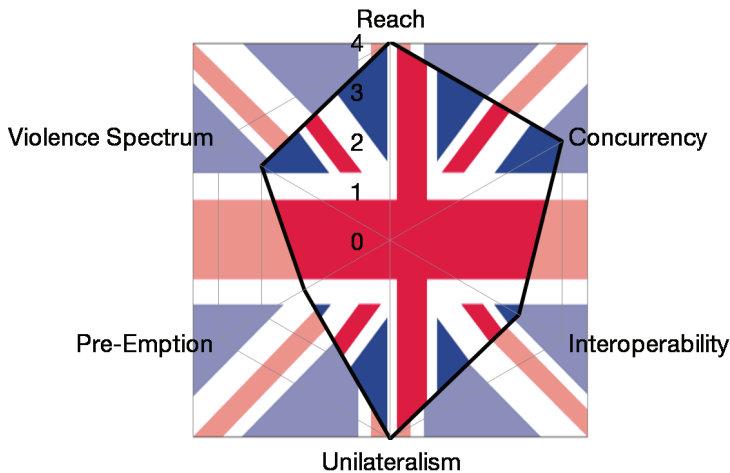 Reach
4
3
Violence Spectrum
2
Concurrency
1
0
Pre-Emption
Interoperability
Unilateralism